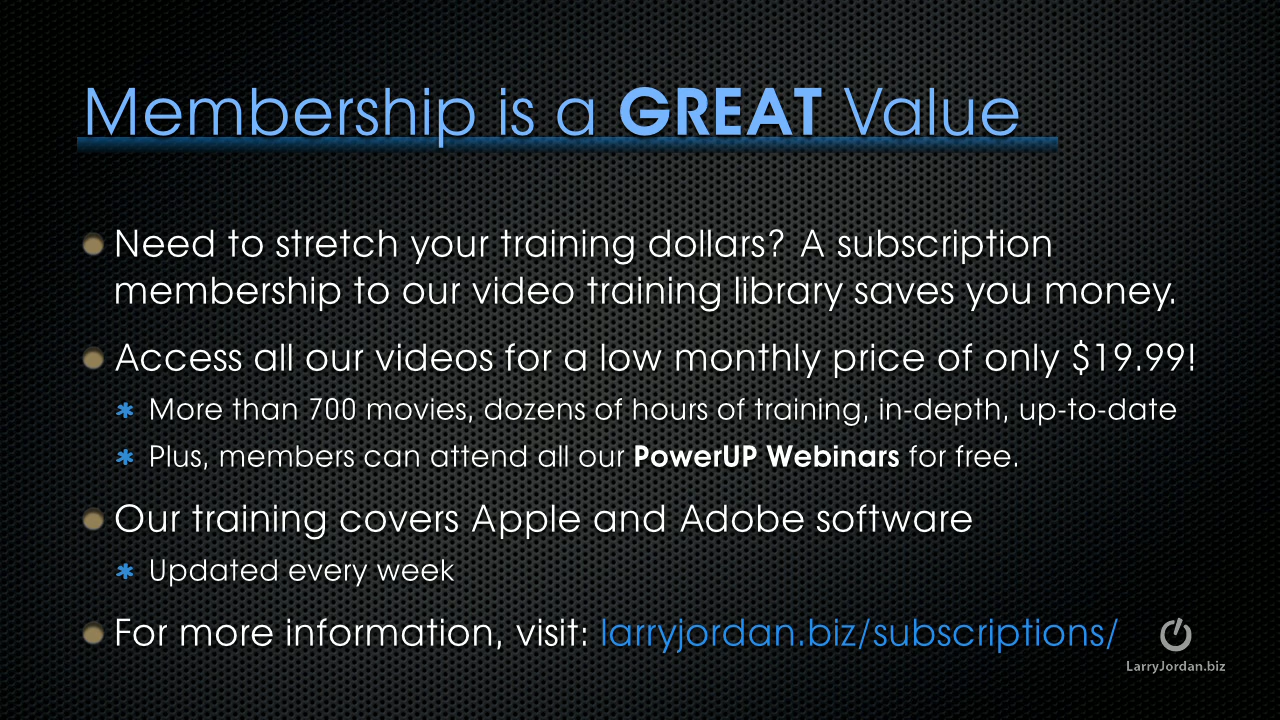 Membership is a GREAT Value
Need to stretch your training dollars? A subscription
membership to our video training library saves you money.
Access all our videos for a low monthly price of only $19.99!
More than 700 movies, dozens of hours of training, in-depth, up-to-date
Plus, members can attend all our PowerUP Webinars for free.
Our training covers Apple and Adobe software
Updated every week
For more information, visit: larryjordan.biz/subscriptions/
LarryJordan.biz